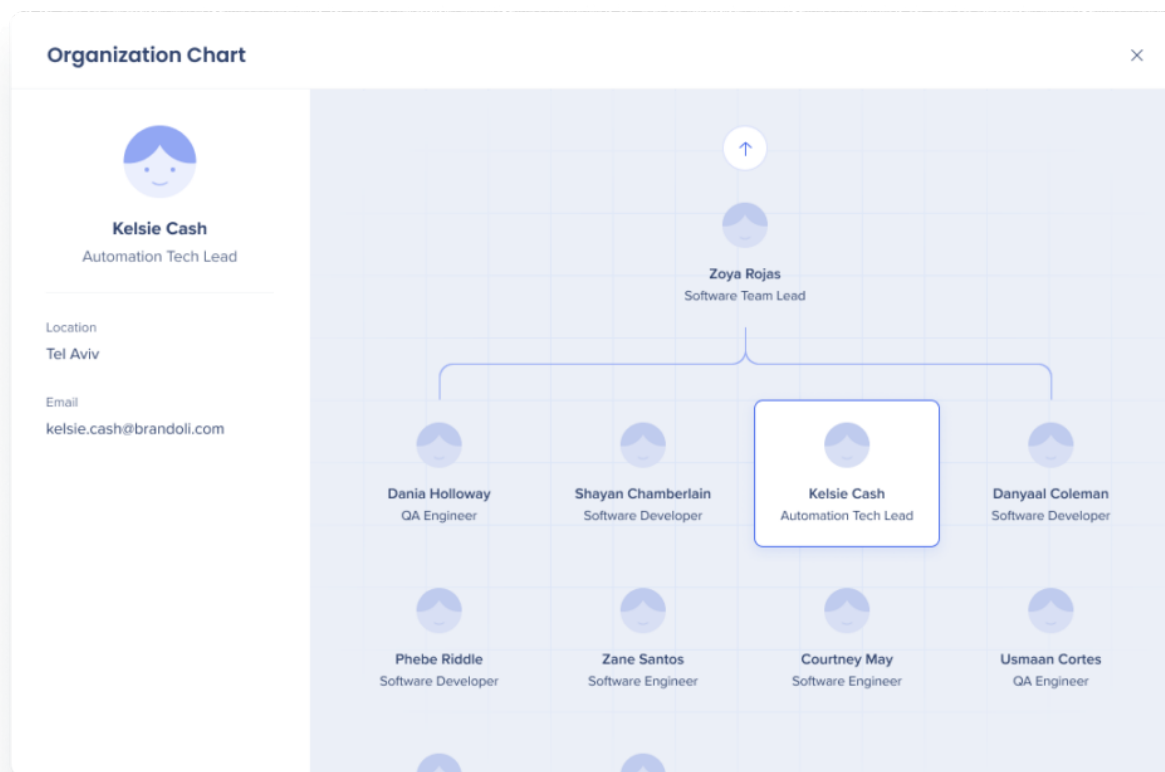 Organization Chart
Kelsie Cash
Automation Tech Lead
Location
Tel Aviv
Email
kelsie.cash@brandoli.com
Zoya Rojas
Software Team Lead
Dania Holloway
QA Engineer
Shayan Chamberlain
Software Developer
Kelsie Cash
Automation Tech Lead
Danyaal Coleman
Software Developer
Phebe Riddle
Software Developer
Zane Santos
Software Engineer
Courtney May
Software Engineer
Usmaan Cortes
QA Engineer